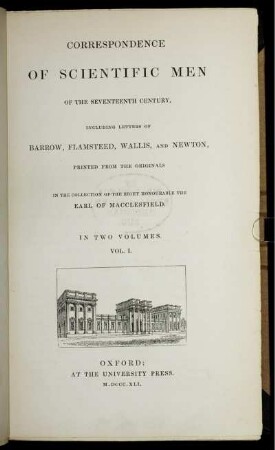 CORRESPONDENCE
OF SCIENTIFIC MEN
OF THE SEVENTEENTH CENTURY,
INCLUDING LETTERS OF
BARROW, FLAMSTEED, WALLIS, AND NEWTON,
PRINTED FROM THE ORIGINALS
IN THE COLLECTION OF THE RIGHT HONOURABLE THE
EARL OF MACCLESFIELD.
IN TWO VOLUMES.
VOL. I.
OXFORD:
AT THE UNIVERSITY PRESS.
M.DCCC.XLI.